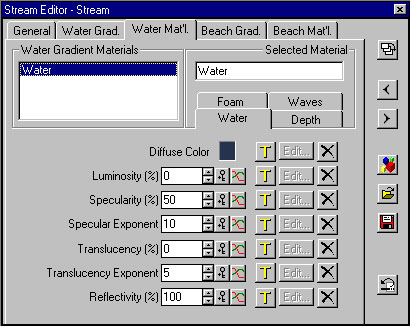 Stream Editor - Stream
General Water Grad. Water Mat'l. Beach Grad. Beach Mat'l.
Water Gradient Materials Selected Material
Water Water
Foam Waves
Water Depth
Diffuse Color T Edit...
Luminosity (%) 0 T Edit...
Specularity (%) 50 T Edit...
Specular Exponent 10 T Edit...
Translucency (%) 0 T Edit...
Translucency Exponent 5 T Edit...
Reflectivity (%) 100 T Edit...